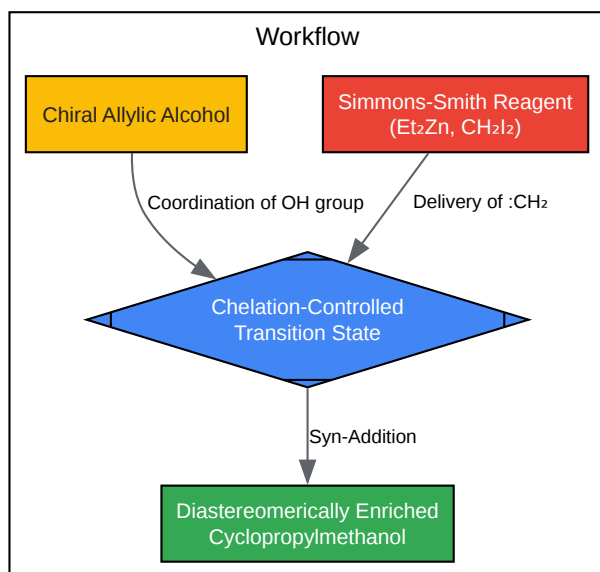 Workflow
Chiral Allylic Alcohol
Simmons-Smith Reagent
(Et₂Zn, CH₂I₂)
Coordination of OH group
Delivery of :CH₂
Chelation-Controlled
Transition State
Syn-Addition
Diastereomerically Enriched
Cyclopropylmethanol